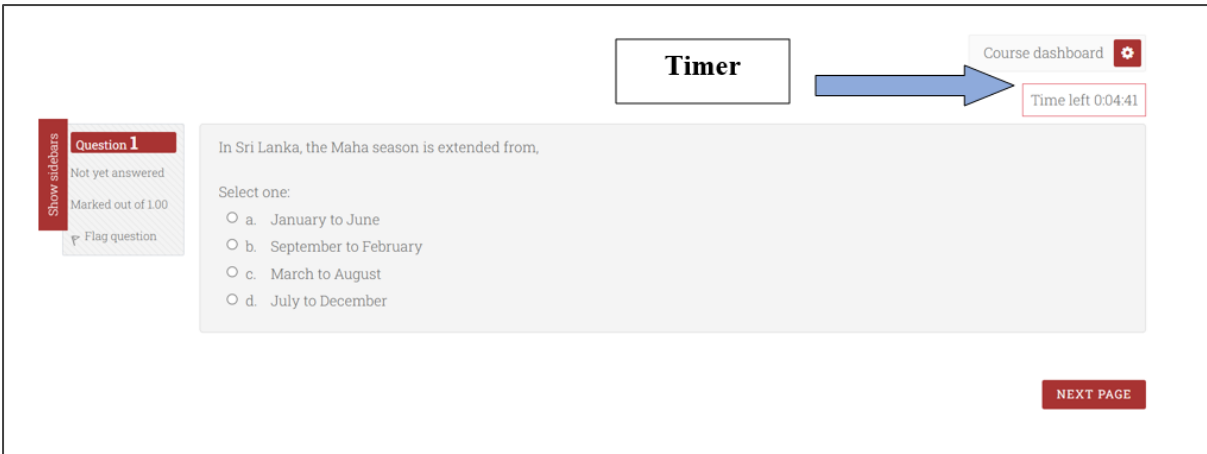 Timer
Course dashboard
Time left 0:04:41
Show sidebars
Question 1
Not yet answered
Marked out of 1.00
Flag question
In Sri Lanka, the Maha season is extended from,
Select one:
a. January to June
b. September to February
c. March to August
d. July to December
NEXT PAGE